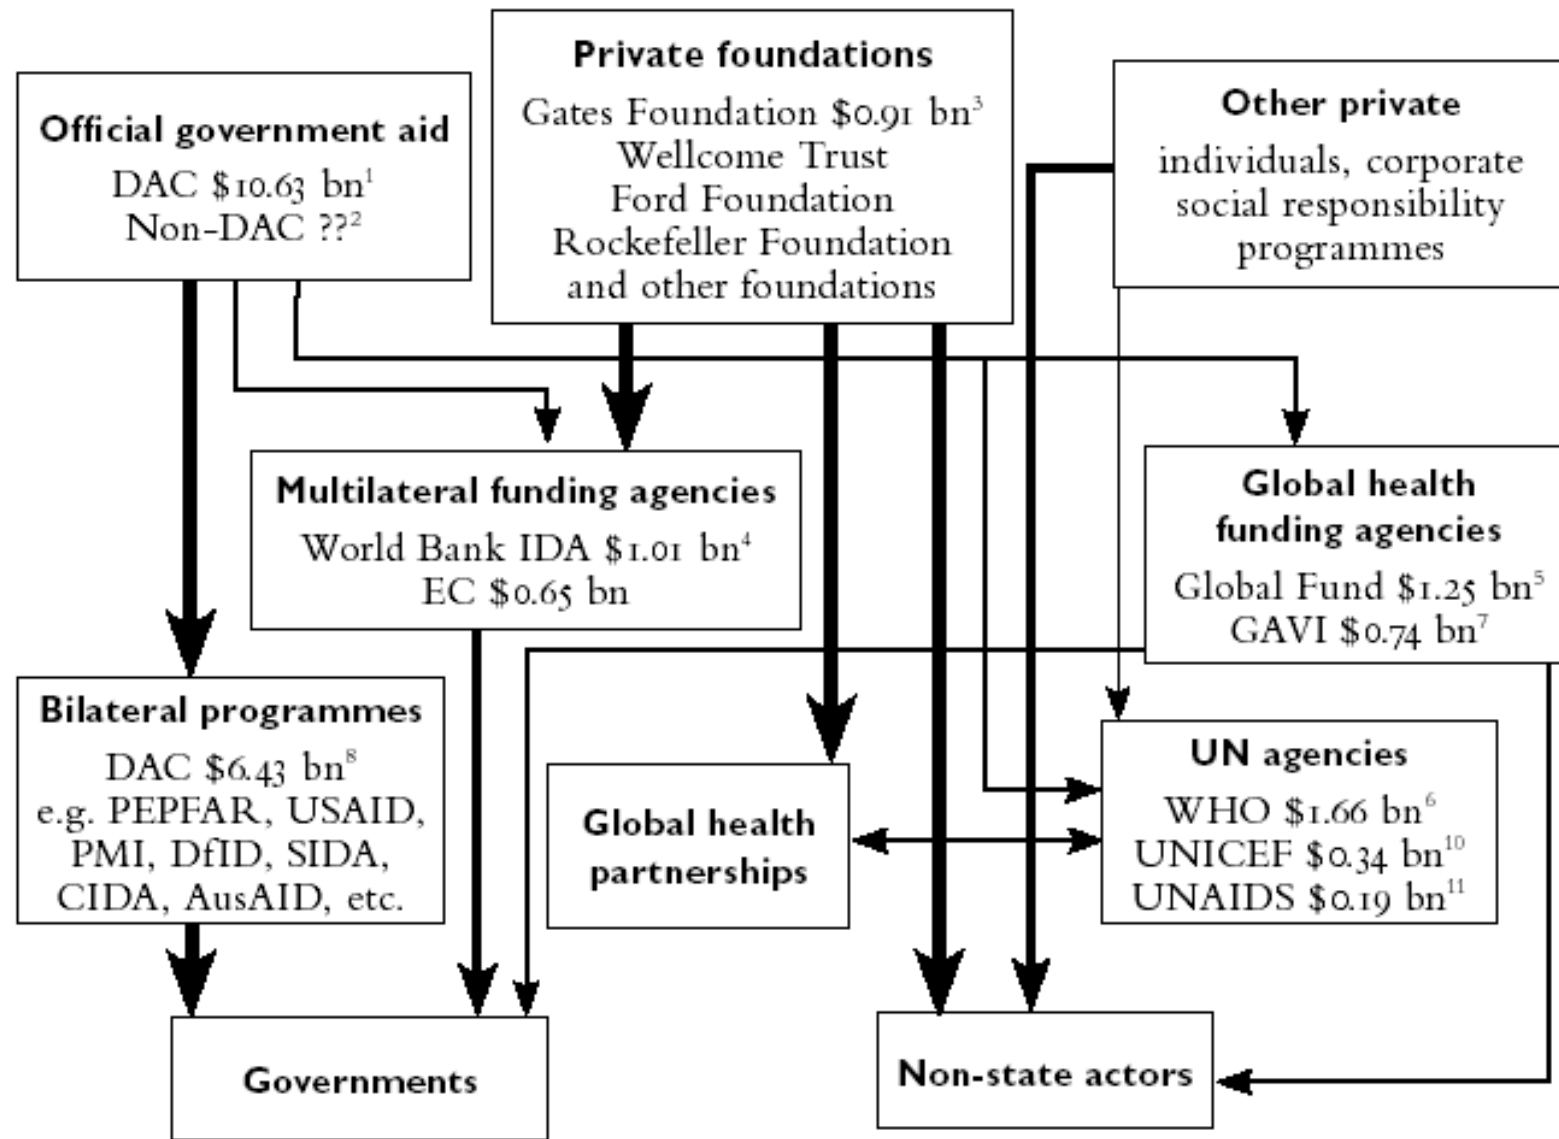 Official government aid
DAC $10.63 bn¹
Non-DAC ??²
Private foundations
Gates Foundation $0.91 bn³
Wellcome Trust
Ford Foundation
Rockefeller Foundation
and other foundations
Other private
individuals, corporate
social responsibility
programmes
Multilateral funding agencies
World Bank IDA $1.01 bn⁴
EC $0.65 bn
Global health
funding agencies
Global Fund $1.25 bn⁵
GAVI $0.74 bn⁷
Bilateral programmes
DAC $6.43 bn⁸
e.g. PEPFAR, USAID,
PMI, DfID, SIDA,
CIDA, AusAID, etc.
Global health
partnerships
UN agencies
WHO $1.66 bn⁶
UNICEF $0.34 bn¹⁰
UNAIDS $0.19 bn¹¹
Governments
Non-state actors